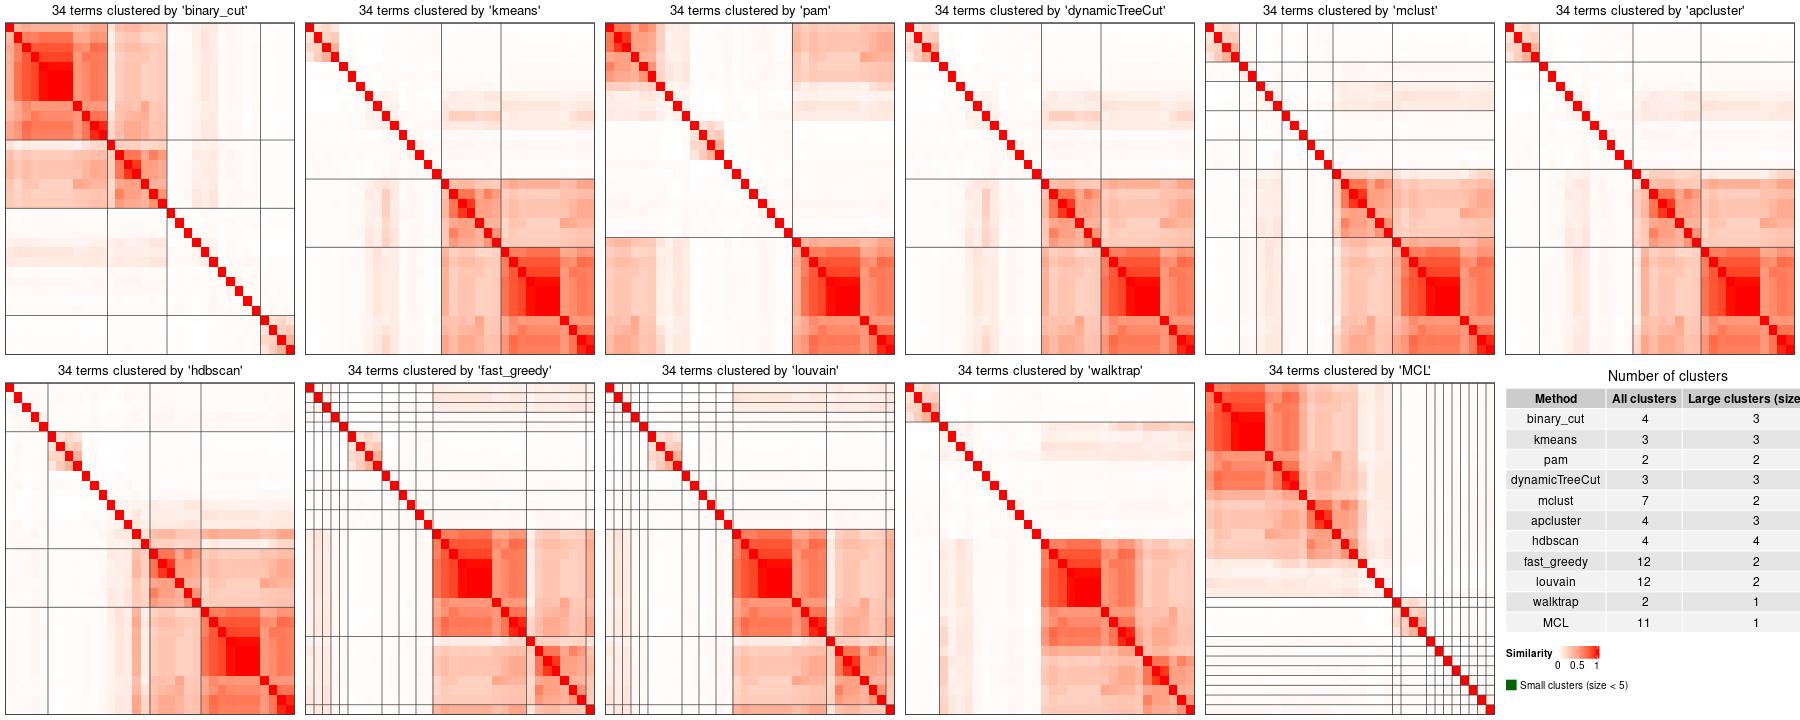 34 terms clustered by 'binary_cut'
34 terms clustered by 'kmeans'
34 terms clustered by 'pam'
34 terms clustered by 'dynamicTreeCut'
34 terms clustered by 'mclust'
34 terms clustered by 'apcluster'
34 terms clustered by 'hdbscan'
34 terms clustered by 'fast_greedy'
34 terms clustered by 'louvain'
34 terms clustered by 'walktrap'
34 terms clustered by 'MCL'
Number of clusters
Method All clusters Large clusters (size
binary_cut 4 3
kmeans 3 3
pam 2 2
dynamicTreeCut 3 3
mclust 7 2
apcluster 4 3
hdbscan 4 4
fast_greedy 12 2
louvain 12 2
walktrap 2 1
MCL 11 1
Similarity
0 0.5 1
Small clusters (size < 5)